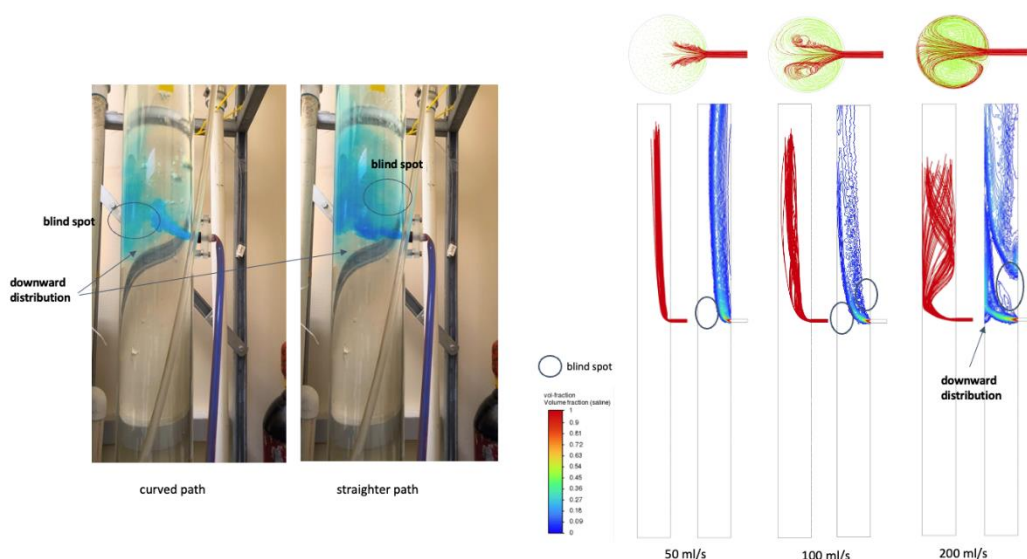 blind spot
blind spot
downward
distribution
curved path
straighter path
blind spot
vol-fraction
Volume fraction (saline)
1
0.9
0.81
0.72
0.63
0.54
0.45
0.36
0.27
0.18
0.09
0
downward
distribution
50 ml/s
100 ml/s
200 ml/s